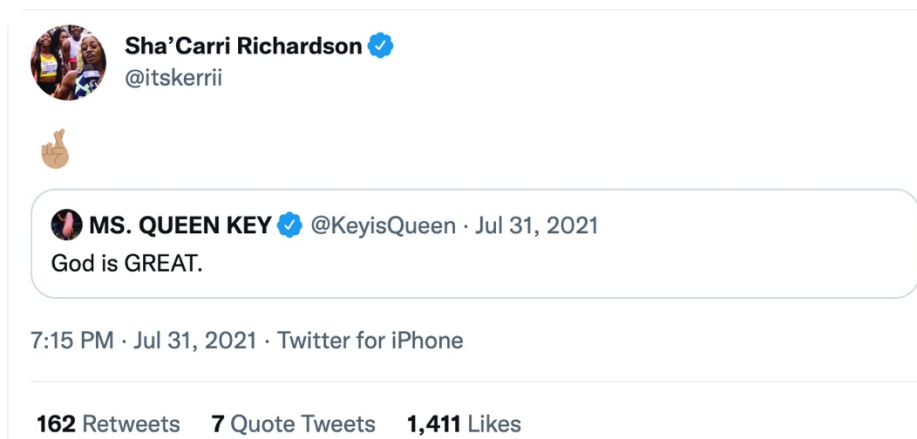 Sha’Carri Richardson
@itskerrii
🤞🏽
MS. QUEEN KEY @KeyisQueen · Jul 31, 2021
God is GREAT.
7:15 PM · Jul 31, 2021 · Twitter for iPhone
162 Retweets 7 Quote Tweets 1,411 Likes